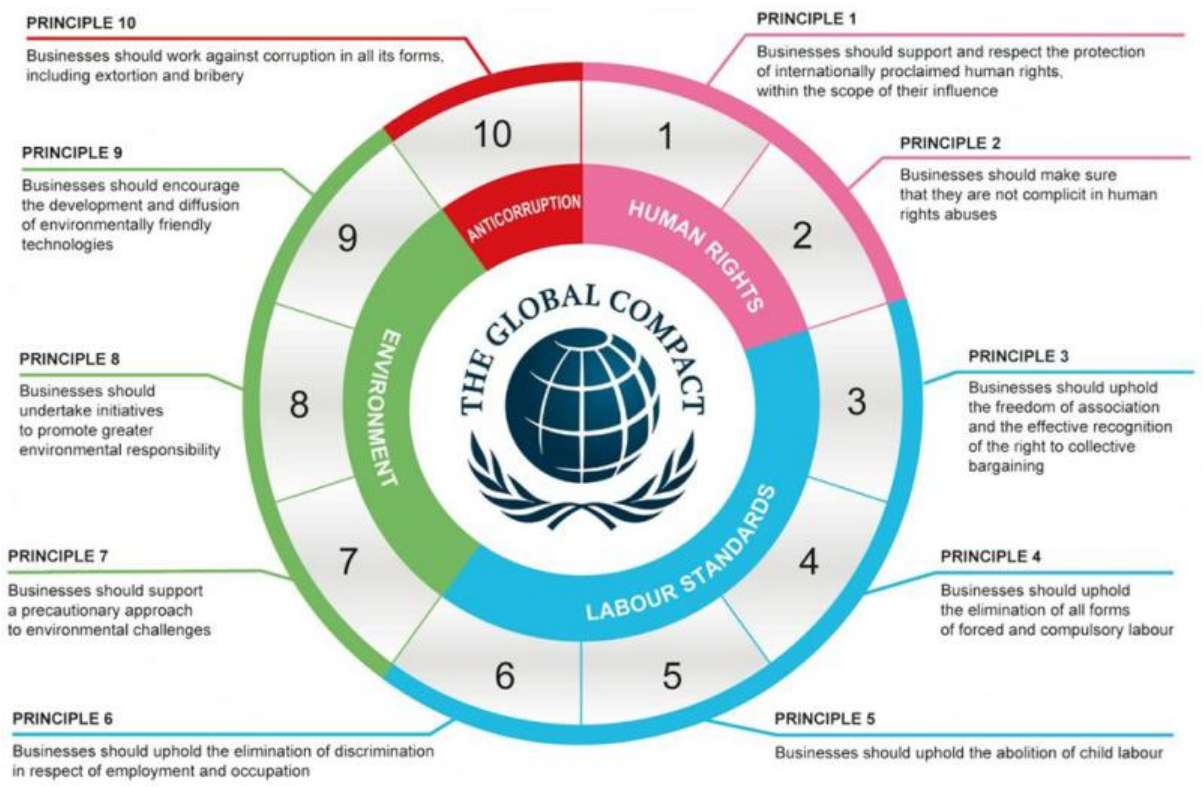 PRINCIPLE 10
Businesses should work against corruption in all its forms,
including extortion and bribery
PRINCIPLE 1
Businesses should support and respect the protection
of internationally proclaimed human rights,
within the scope of their influence
PRINCIPLE 9
Businesses should encourage
the development and diffusion
of environmentally friendly
technologies
PRINCIPLE 2
Businesses should make sure
that they are not complicit in human
rights abuses
PRINCIPLE 8
Businesses should
undertake initiatives
to promote greater
environmental responsibility
PRINCIPLE 3
Businesses should uphold
the freedom of association
and the effective recognition
of the right to collective
bargaining
PRINCIPLE 7
Businesses should support
a precautionary approach
to environmental challenges
PRINCIPLE 4
Businesses should uphold
the elimination of all forms
of forced and compulsory labour
PRINCIPLE 6
Businesses should uphold the elimination of discrimination
in respect of employment and occupation
PRINCIPLE 5
Businesses should uphold the abolition of child labour
10
1
2
3
4
5
6
7
8
9
ANTICORRUPTION
HUMAN RIGHTS
LABOUR STANDARDS
ENVIRONMENT
THE GLOBAL COMPACT